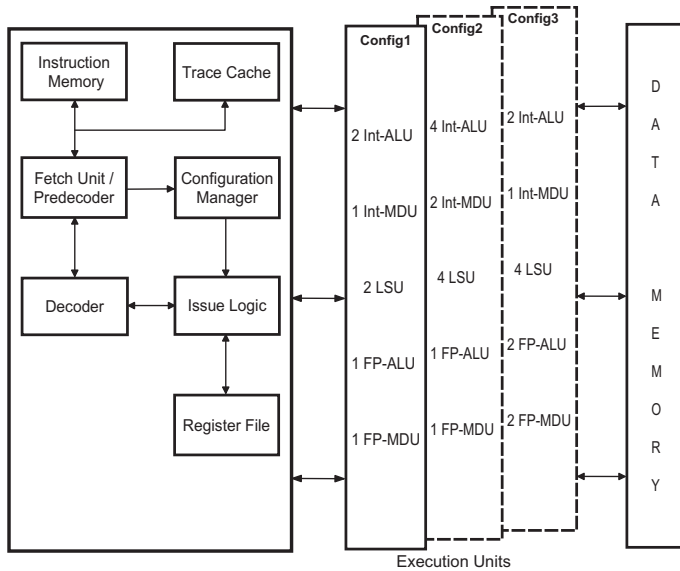 Instruction
Memory
Trace Cache
Fetch Unit /
Predecoder
Configuration
Manager
Decoder
Issue Logic
Register File
Config1
2 Int-ALU
1 Int-MDU
2 LSU
1 FP-ALU
1 FP-MDU
Config2
4 Int-ALU
2 Int-MDU
4 LSU
1 FP-ALU
1 FP-MDU
Config3
2 Int-ALU
1 Int-MDU
4 LSU
2 FP-ALU
2 FP-MDU
Execution Units
D
A
T
A
M
E
M
O
R
Y